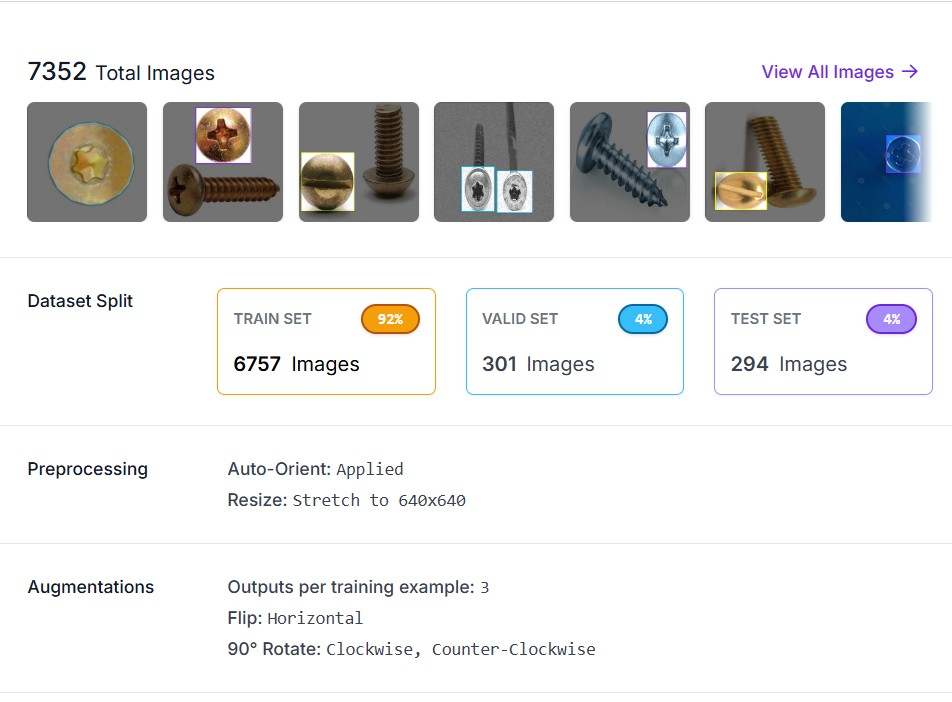 7352 Total Images
View All Images →
Dataset Split
TRAIN SET
92%
6757 Images
VALID SET
4%
301 Images
TEST SET
4%
294 Images
Preprocessing
Auto-Orient: Applied
Resize: Stretch to 640x640
Augmentations
Outputs per training example: 3
Flip: Horizontal
90° Rotate: Clockwise, Counter-Clockwise